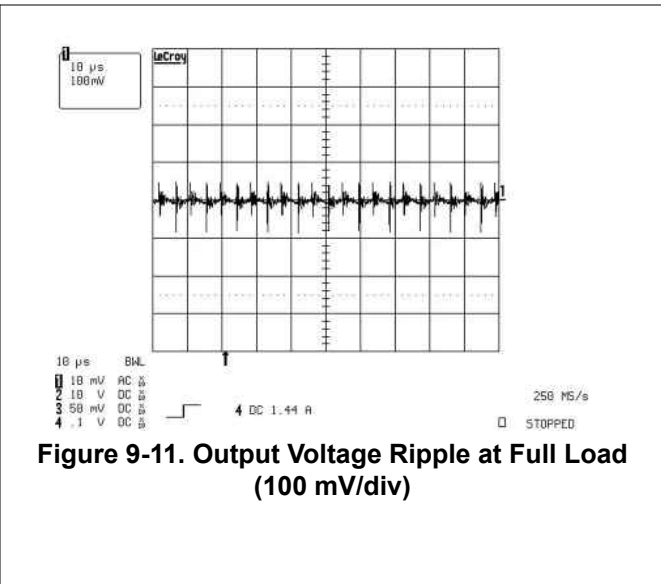 1
10 µs
100mV
LeCroy
1
10 µs BWL
1 10 mV AC
2 10 V DC
3 50 mV DC
4 .1 V DC
4 DC 1.44 A
250 MS/s
STOPPED
Figure 9-11. Output Voltage Ripple at Full Load
(100 mV/div)